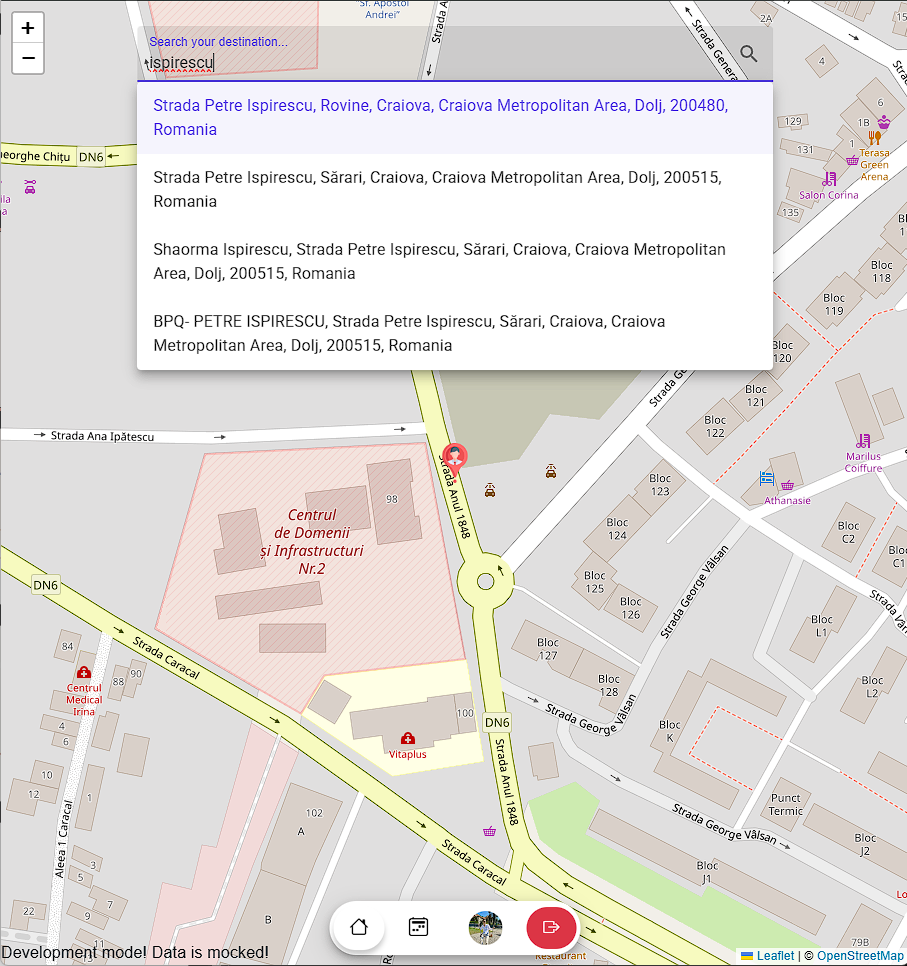 +
−
"Sf. Apostol
Andrei"
2A
Search your destination...
ispirescu
Strada Petre Ispirescu, Rovine, Craiova, Craiova Metropolitan Area, Dolj, 200480,
Romania
Strada Petre Ispirescu, Sărari, Craiova, Craiova Metropolitan Area, Dolj, 200515,
Romania
Shaorma Ispirescu, Strada Petre Ispirescu, Sărari, Craiova, Craiova Metropolitan
Area, Dolj, 200515, Romania
BPQ- PETRE ISPIRESCU, Strada Petre Ispirescu, Sărari, Craiova, Craiova
Metropolitan Area, Dolj, 200515, Romania
4
6
1B
1
129
131
135
Terasa
Green
Arena
Salon Corina
DN6
Bloc
118
Bloc
119
Bloc
120
Bloc
121
Bloc
122
Bloc
123
Bloc
124
Bloc
125
Bloc
126
Bloc
127
Bloc
128
Strada Ana Ipătescu
Strada Anul 1848
98
Centrul
de Domenii
și Infrastructuri
Nr.2
Marilus
Coiffure
Athanasie
Bloc
C2
Bloc
C1
Strada George Vâlsan
Bloc
L1
Bloc
L2
Bloc
K
DN6
Strada Caracal
84
88
90
Centrul
Medical
Irina
4
6
10
12
1
100
Vitaplus
DN6
Strada Anul 1848
Strada George Vâlsan
Punct
Termic
Strada George Vâlsan
Bloc
J1
Bloc
J2
102
A
B
Strada Caracal
Aleea 1 Caracal
3
5
7
9
11
22
79B
Restaurant
Development mode! Data is mocked!
Leaflet | © OpenStreetMap